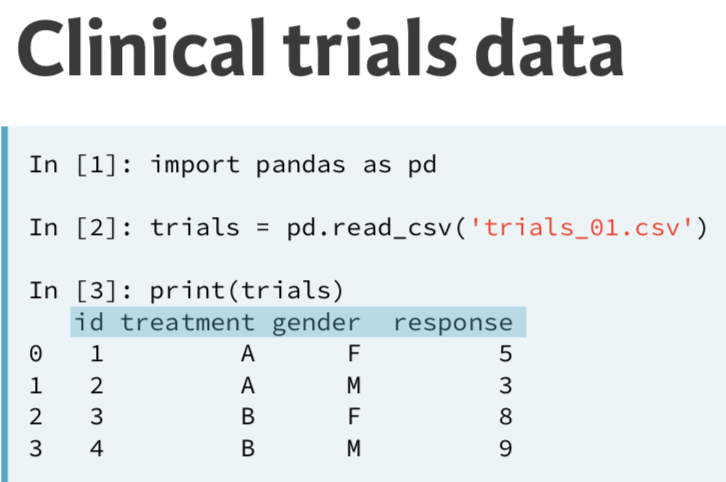 Clinical trials data
In [1]: import pandas as pd
In [2]: trials = pd.read_csv('trials_01.csv')
In [3]: print(trials)
id treatment gender response
0 1 A F 5
1 2 A M 3
2 3 B F 8
3 4 B M 9